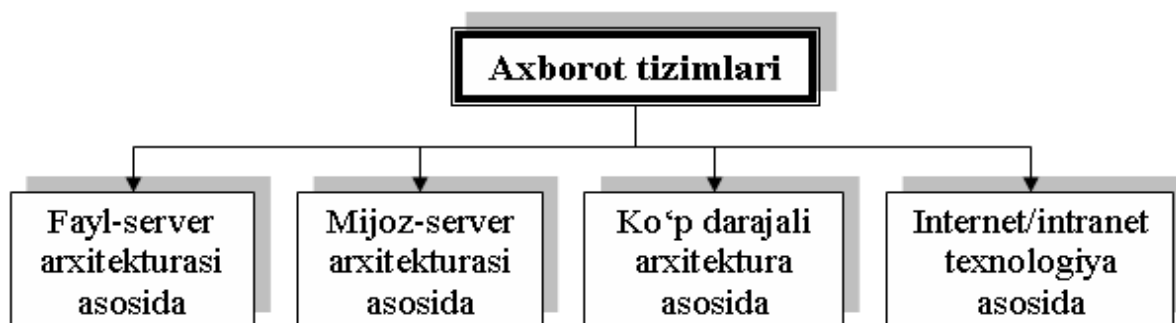 Axborot tizimlari
Fayl-server
arxitekturasi
asosida
Mijoz-server
arxitekturasi
asosida
Ko‘p darajali
arxitektura
asosida
Internet/intranet
texnologiya
asosida